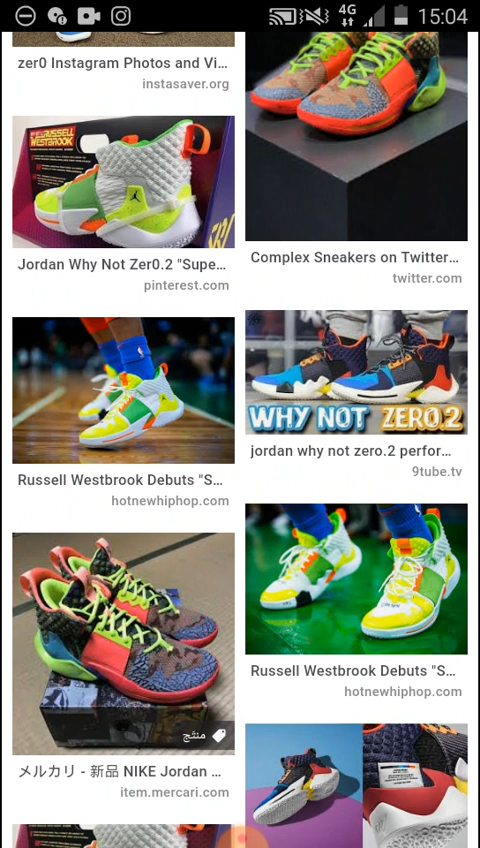 4G
15:04
zer0 Instagram Photos and Vi...
instasaver.org
RUSSELL
WESTBROOK
Jordan Why Not Zer0.2 "Supe...
pinterest.com
Russell Westbrook Debuts "S...
hotnewhiphop.com
منتَج
メルカリ - 新品 NIKE Jordan ...
item.mercari.com
Complex Sneakers on Twitter...
twitter.com
WHY NOT ZER0.2
jordan why not zero.2 perfor...
9tube.tv
Russell Westbrook Debuts "S...
hotnewhiphop.com